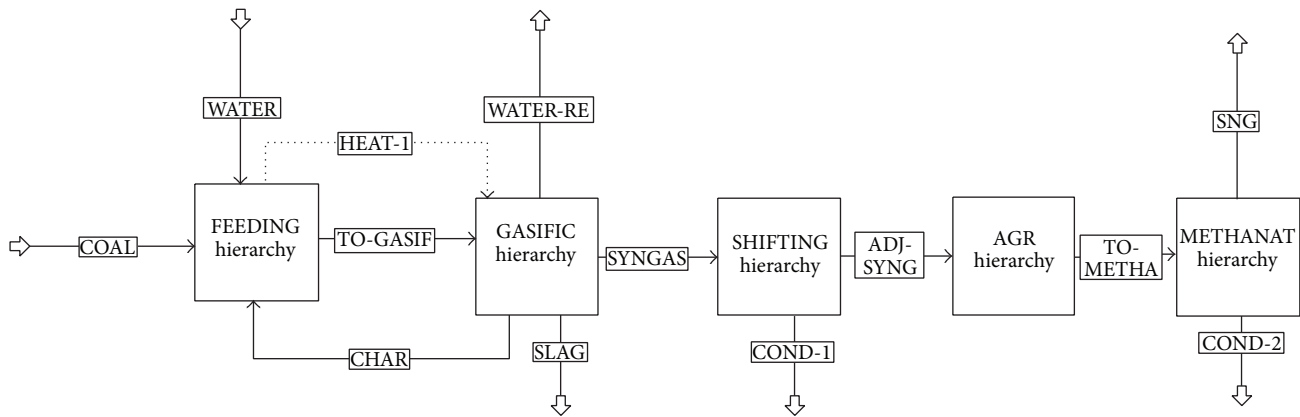 WATER
WATER-RE
SNG
HEAT-1
COAL
FEEDING
hierarchy
TO-GASIF
GASIFIC
hierarchy
SYNGAS
SHIFTING
hierarchy
ADJ-
SYNG
AGR
hierarchy
TO-
METHA
METHANAT
hierarchy
CHAR
SLAG
COND-1
COND-2